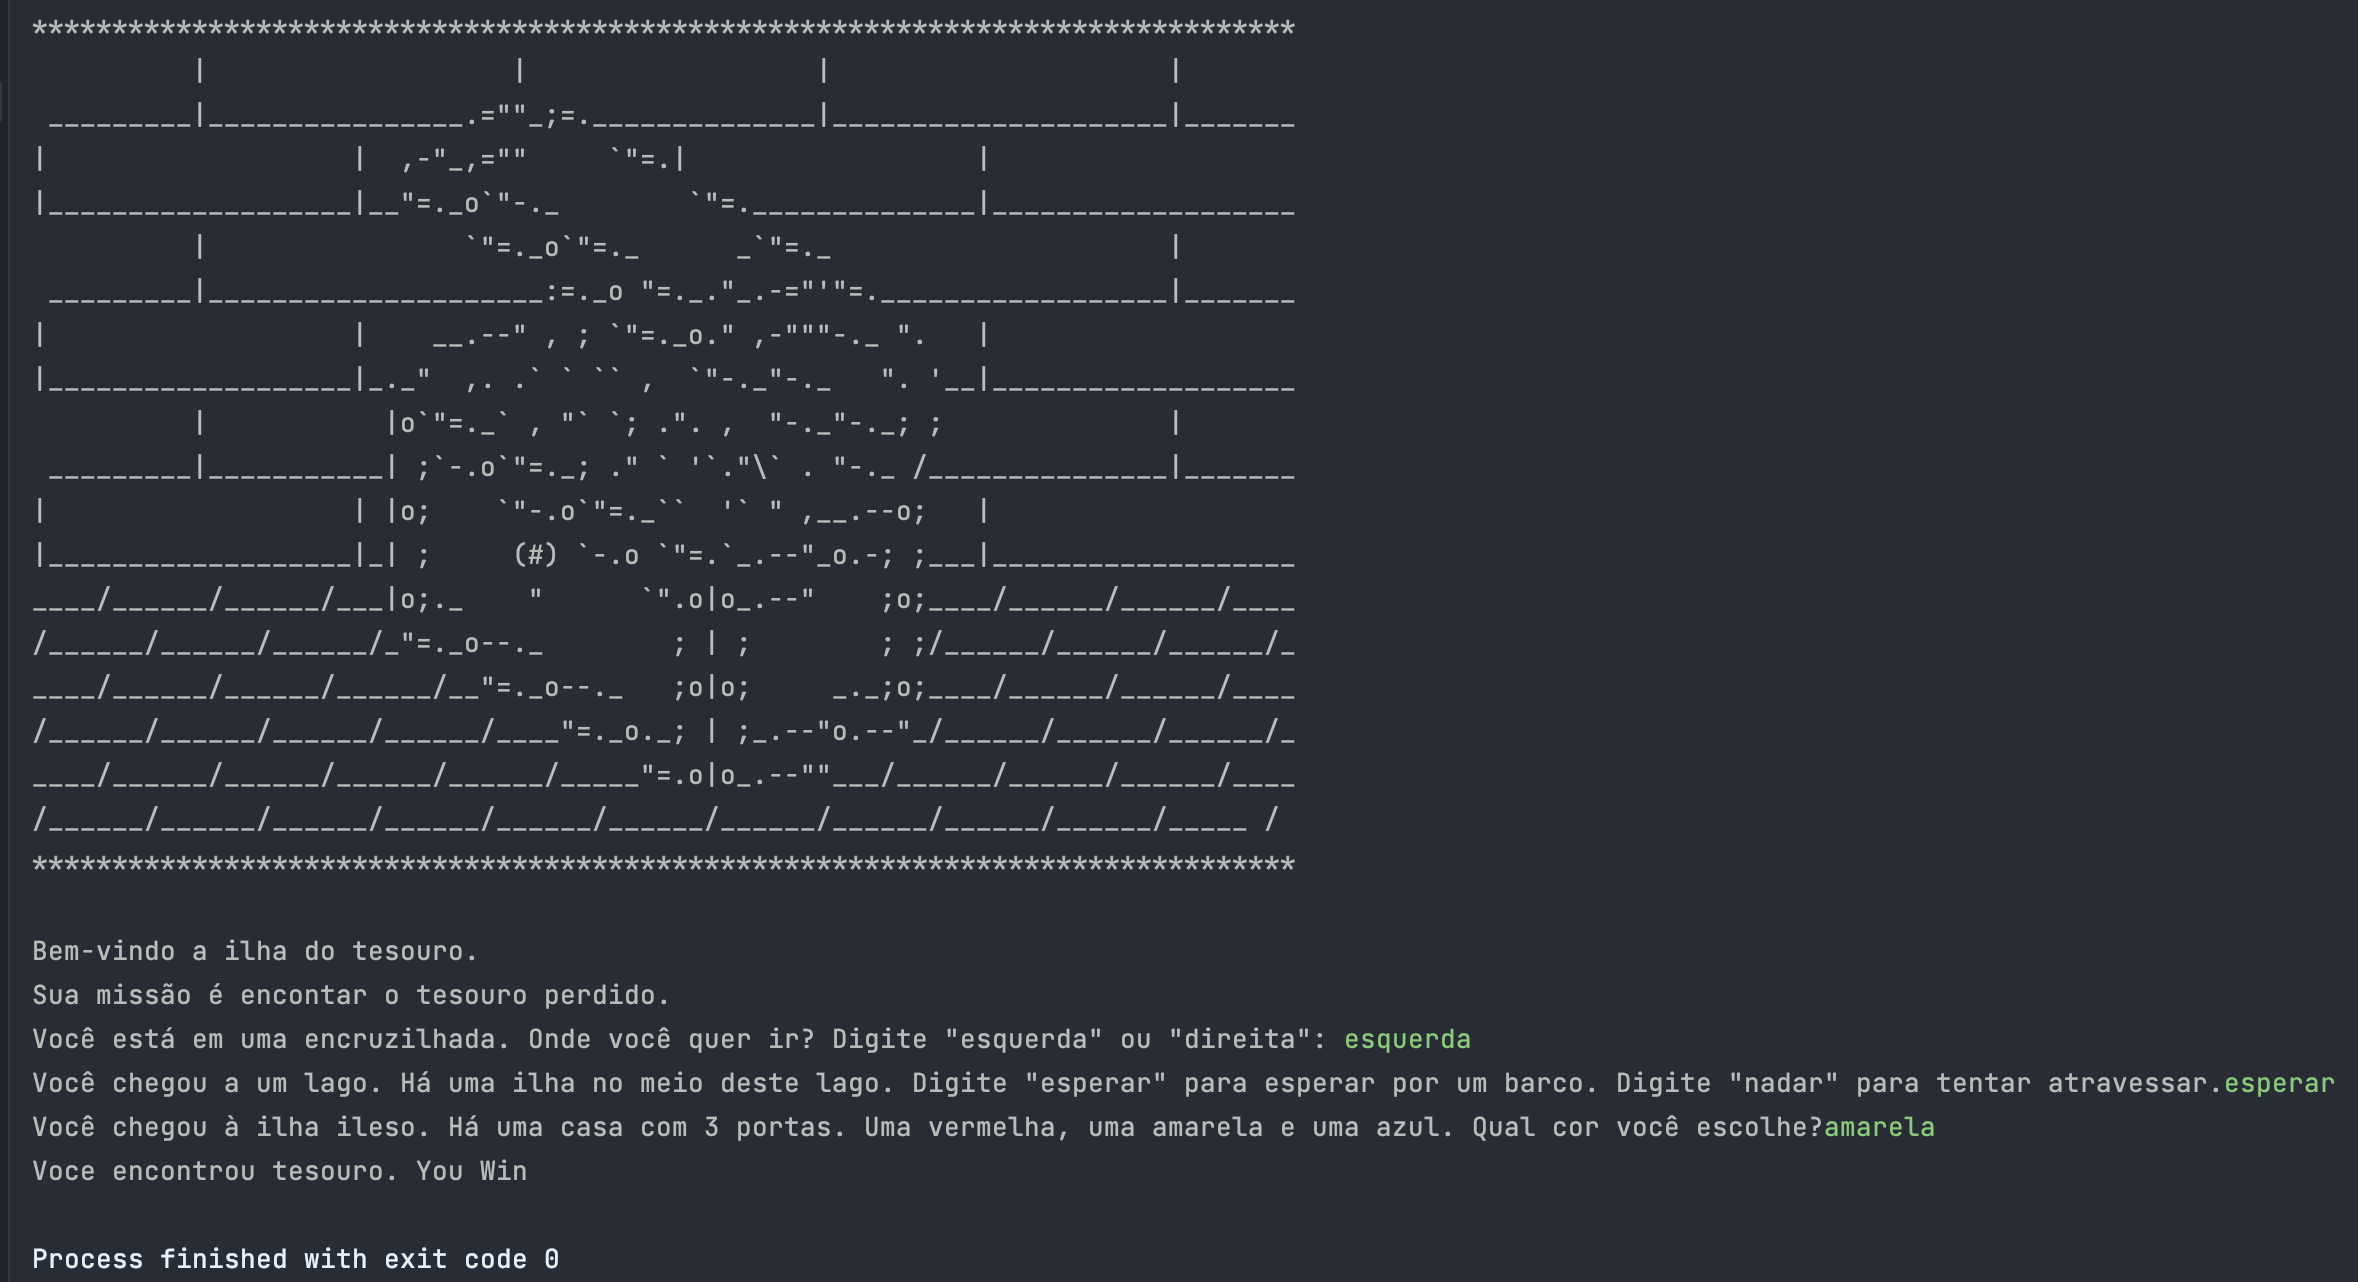 *******************************************************************************
          |                   |                  |                     |
 _________|________________.=""_;=.______________|_____________________|_______
|                   |  ,-"_,=""     `"=.|                  |
|___________________|__"=._o`"-._        `"=.______________|___________________
          |                `"=._o`"=._      _`"=._                     |
 _________|_____________________:=._o "=._."_.-="'"=.__________________|_______
|                   |    __.--" , ; `"=._o." ,-"""-._ ".   |
|___________________|_._"  ,. .` ` `` ,  `"-._"-._   ". '__|___________________
          |           |o`"=._` , "` `; .". ,  "-._"-._; ;              |
 _________|___________| ;`-.o`"=._; ." ` '`."\` . "-._ /_______________|_______
|                   | |o;    `"-.o`"=._``  '` " ,__.--o;   |
|___________________|_| ;     (#) `-.o `"=.`_.--"_o.-; ;___|___________________
____/______/______/___|o;._    "      `".o|o_.--"    ;o;____/______/______/____
/______/______/______/_"=._o--._        ; | ;        ; ;/______/______/______/_
____/______/______/______/__"=._o--._   ;o|o;     _._;o;____/______/______/____
/______/______/______/______/____"=._o._; | ;_.--"o.--"_/______/______/______/_
____/______/______/______/______/_____"=.o|o_.--""___/______/______/______/____
/______/______/______/______/______/______/______/______/______/______/_____ /
*******************************************************************************
Bem-vindo a ilha do tesouro.
Sua missão é encontar o tesouro perdido.
Você está em uma encruzilhada. Onde você quer ir? Digite "esquerda" ou "direita": esquerda
Você chegou a um lago. Há uma ilha no meio deste lago. Digite "esperar" para esperar por um barco. Digite "nadar" para tentar atravessar.esperar
Você chegou à ilha ileso. Há uma casa com 3 portas. Uma vermelha, uma amarela e uma azul. Qual cor você escolhe?amarela
Voce encontrou tesouro. You Win
Process finished with exit code 0